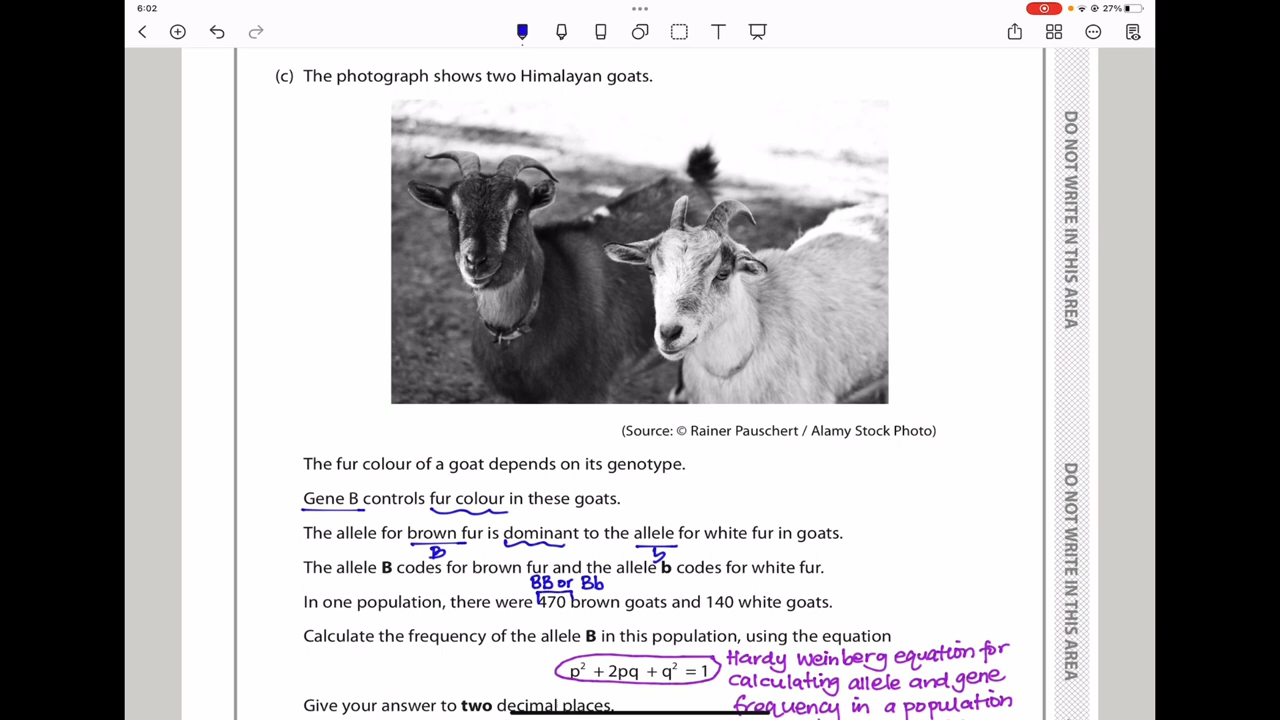 6:02
27%
(c) The photograph shows two Himalayan goats.
(Source: © Rainer Pauschert / Alamy Stock Photo)
The fur colour of a goat depends on its genotype.
Gene B controls fur colour in these goats.
The allele for brown fur is dominant to the allele for white fur in goats.
B b
The allele B codes for brown fur and the allele b codes for white fur.
BB or Bb
In one population, there were 470 brown goats and 140 white goats.
Calculate the frequency of the allele B in this population, using the equation
p² + 2pq + q² = 1
Hardy weinberg equation for
calculating allele and gene
frequency in a population
Give your answer to two decimal places.
DO NOT WRITE IN THIS AREA
DO NOT WRITE IN THIS AREA